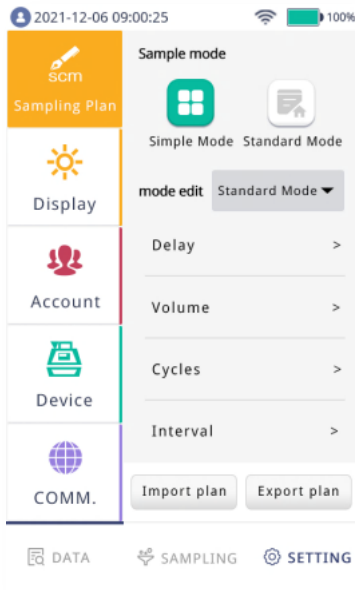 2021-12-06 09:00:25 100%
scm
Sampling Plan
Display
Account
Device
COMM.
Sample mode
Simple Mode Standard Mode
mode edit Standard Mode
Delay >
Volume >
Cycles >
Interval >
Import plan Export plan
DATA SAMPLING SETTING